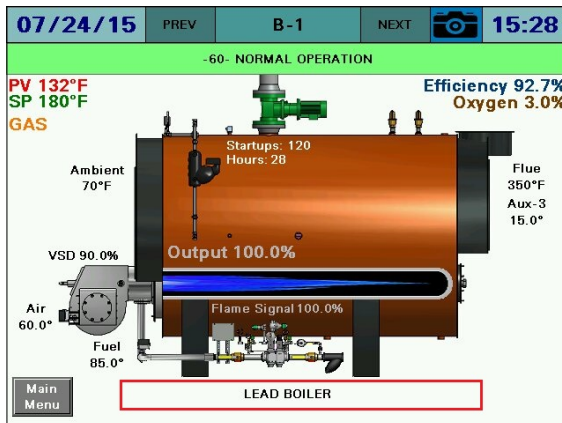 07/24/15 PREV B-1 NEXT 15:28
-60- NORMAL OPERATION
PV 132°F
SP 180°F
GAS
Efficiency 92.7%
Oxygen 3.0%
Startups: 120
Hours: 28
Ambient
70°F
Flue
350°F
Aux-3
15.0°
VSD 90.0%
Output 100.0%
Air
60.0°
Flame Signal 100.0%
Fuel
85.0°
Main
Menu
LEAD BOILER